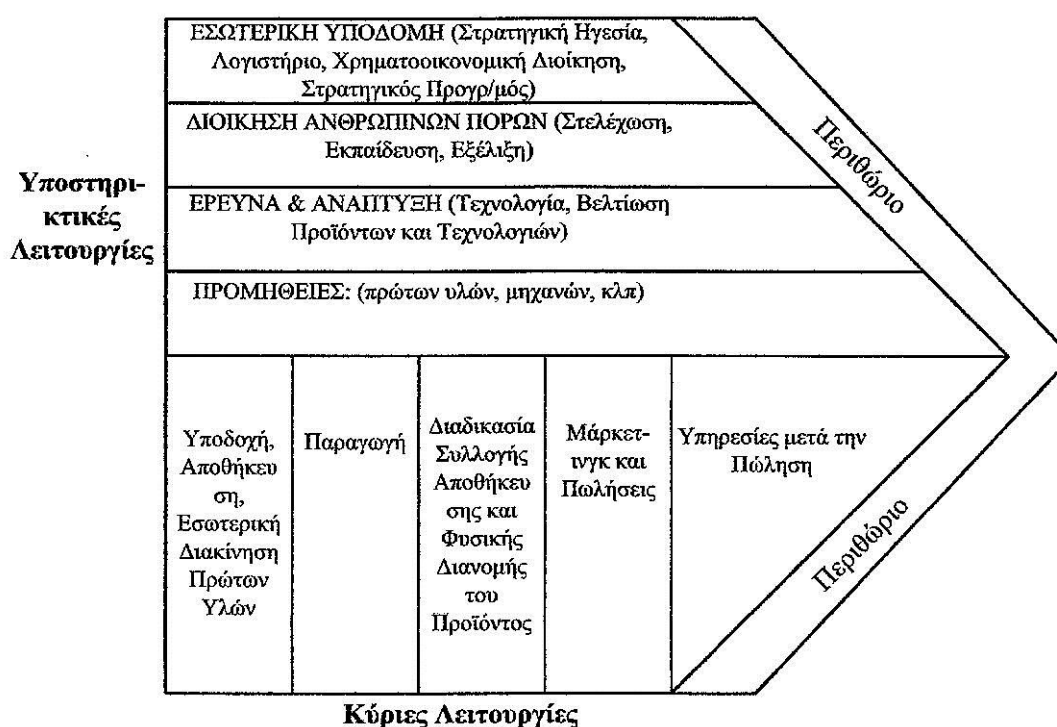 ΕΣΩΤΕΡΙΚΗ ΥΠΟΔΟΜΗ (Στρατηγική Ηγεσία,
Λογιστήριο, Χρηματοοικονομική Διοίκηση,
Στρατηγικός Προγρ/μός)
ΔΙΟΙΚΗΣΗ ΑΝΘΡΩΠΙΝΩΝ ΠΟΡΩΝ (Στελέχωση,
Εκπαίδευση, Εξέλιξη)
Υποστηρι-
κτικές
Λειτουργίες
ΕΡΕΥΝΑ & ΑΝΑΠΤΥΞΗ (Τεχνολογία, Βελτίωση
Προϊόντων και Τεχνολογιών)
ΠΡΟΜΗΘΕΙΕΣ: (πρώτων υλών, μηχανών, κλπ)
Περιθώριο
Υποδοχή,
Αποθήκευ
ση,
Εσωτερική
Διακίνηση
Πρώτων
Υλών
Παραγωγή
Διαδικασία
Συλλογής
Αποθήκευ
σης και
Φυσικής
Διανομής
του
Προϊόντος
Μάρκετ-
ινγκ και
Πωλήσεις
Υπηρεσίες μετά την
Πώληση
Περιθώριο
Κύριες Λειτουργίες